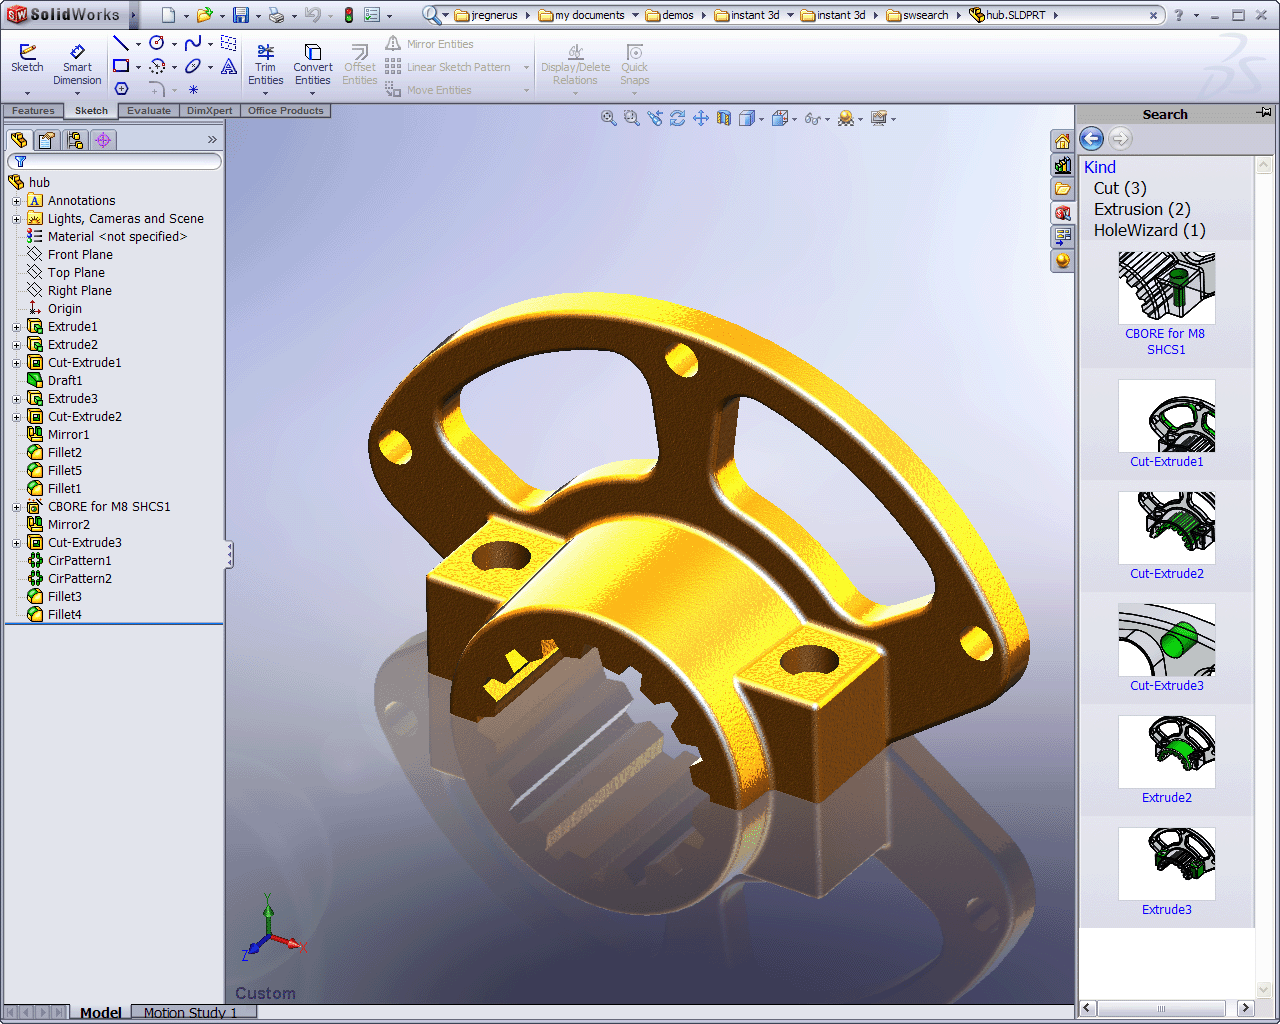 SolidWorks
jregnerus
my documents
demos
instant 3d
instant 3d
swsearch
hub.SLDPRT
Sketch
Smart Dimension
Trim Entities
Convert Entities
Offset Entities
Mirror Entities
Linear Sketch Pattern
Move Entities
Display/Delete Relations
Quick Snaps
Features
Sketch
Evaluate
DimXpert
Office Products
hub
Annotations
Lights, Cameras and Scene
Material <not specified>
Front Plane
Top Plane
Right Plane
Origin
Extrude1
Extrude2
Cut-Extrude1
Draft1
Extrude3
Cut-Extrude2
Mirror1
Fillet2
Fillet5
Fillet1
CBORE for M8 SHCS1
Mirror2
Cut-Extrude3
CirPattern1
CirPattern2
Fillet3
Fillet4
Y
X
Z
Custom
Model
Motion Study 1
Search
Kind
Cut (3)
Extrusion (2)
HoleWizard (1)
CBORE for M8
SHCS1
Cut-Extrude1
Cut-Extrude2
Cut-Extrude3
Extrude2
Extrude3